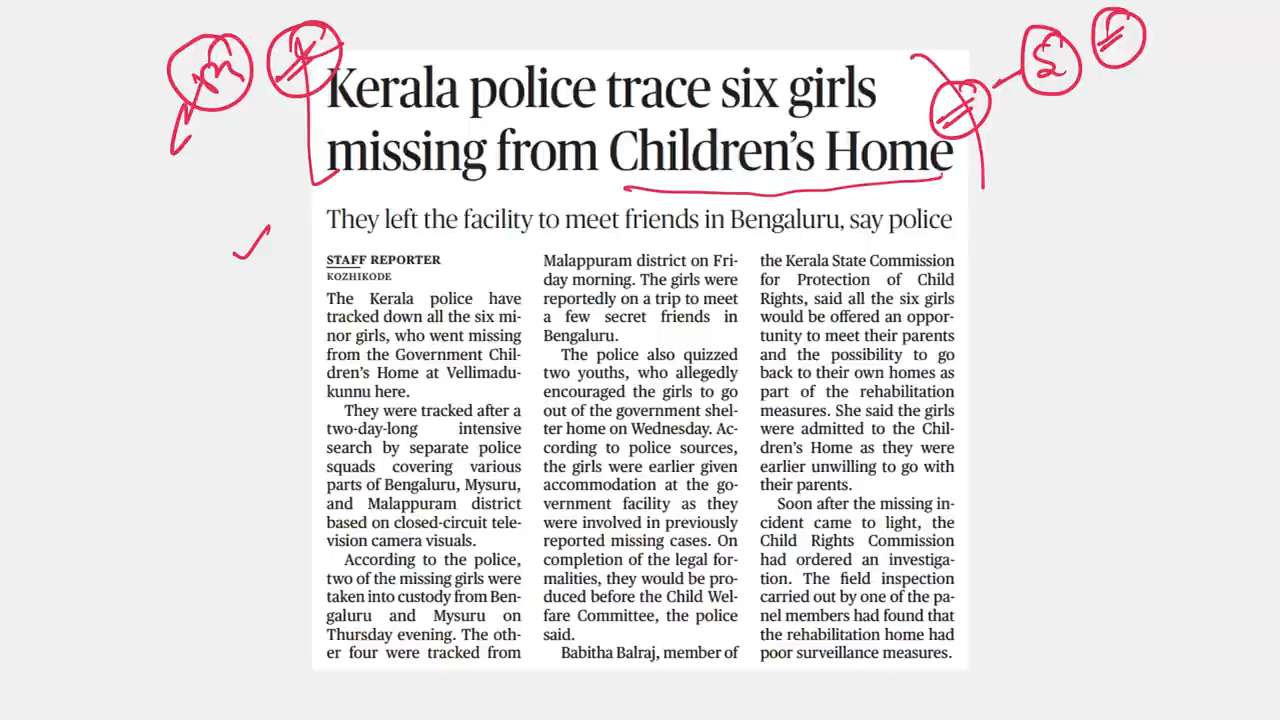 Kerala police trace six girls
missing from Children's Home
They left the facility to meet friends in Bengaluru, say police
STAFF REPORTER
KOZHIKODE
The Kerala police have
tracked down all the six mi-
nor girls, who went missing
from the Government Chil-
dren's Home at Vellimadu-
kunnu here.
They were tracked after a
two-day-long intensive
search by separate police
squads covering various
parts of Bengaluru, Mysuru,
and Malappuram district
based on closed-circuit tele-
vision camera visuals.
According to the police,
two of the missing girls were
taken into custody from Ben-
galuru and Mysuru on
Thursday evening. The oth-
er four were tracked from
Malappuram district on Fri-
day morning. The girls were
reportedly on a trip to meet
a few secret friends in
Bengaluru.
The police also quizzed
two youths, who allegedly
encouraged the girls to go
out of the government shel-
ter home on Wednesday. Ac-
cording to police sources,
the girls were earlier given
accommodation at the go-
vernment facility as they
were involved in previously
reported missing cases. On
completion of the legal for-
malities, they would be pro-
duced before the Child Wel-
fare Committee, the police
said.
Babitha Balraj, member of
the Kerala State Commission
for Protection of Child
Rights, said all the six girls
would be offered an oppor-
tunity to meet their parents
and the possibility to go
back to their own homes as
part of the rehabilitation
measures. She said the girls
were admitted to the Chil-
dren's Home as they were
earlier unwilling to go with
their parents.
Soon after the missing in-
cident came to light, the
Child Rights Commission
had ordered an investiga-
tion. The field inspection
carried out by one of the pa-
nel members had found that
the rehabilitation home had
poor surveillance measures.